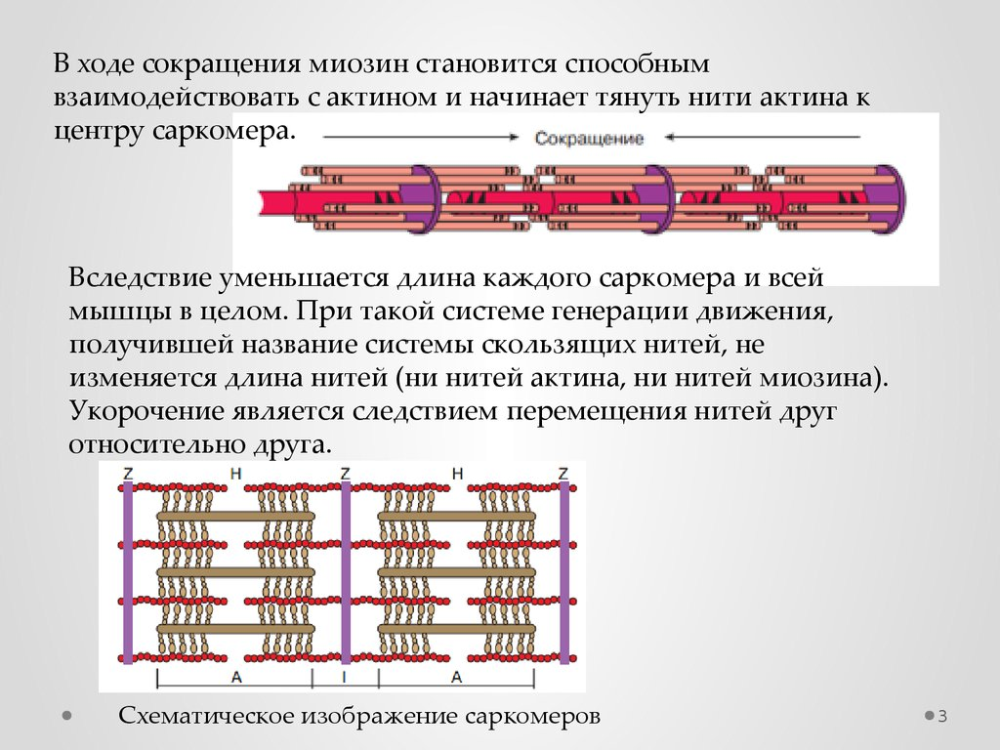 В ходе сокращения миозин становится способным
взаимодействовать с актином и начинает тянуть нити актина к
центру саркомера.
Сокращение
Вследствие уменьшается длина каждого саркомера и всей
мышцы в целом. При такой системе генерации движения,
получившей название системы скользящих нитей, не
изменяется длина нитей (ни нитей актина, ни нитей миозина).
Укорочение является следствием перемещения нитей друг
относительно друга.
Z H Z H Z
A I A
Схематическое изображение саркомеров
3